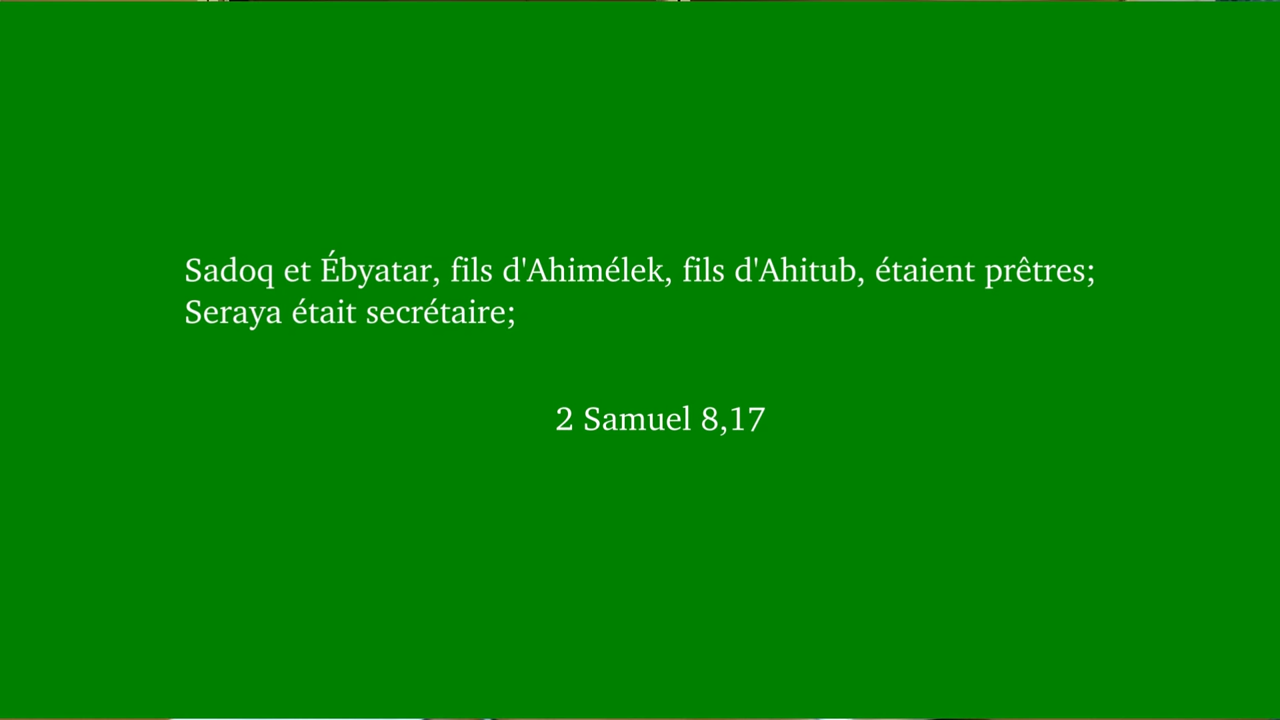 Sadoq et Ébyatar, fils d'Ahimélek, fils d'Ahitub, étaient prêtres;
Seraya était secrétaire;
2 Samuel 8,17